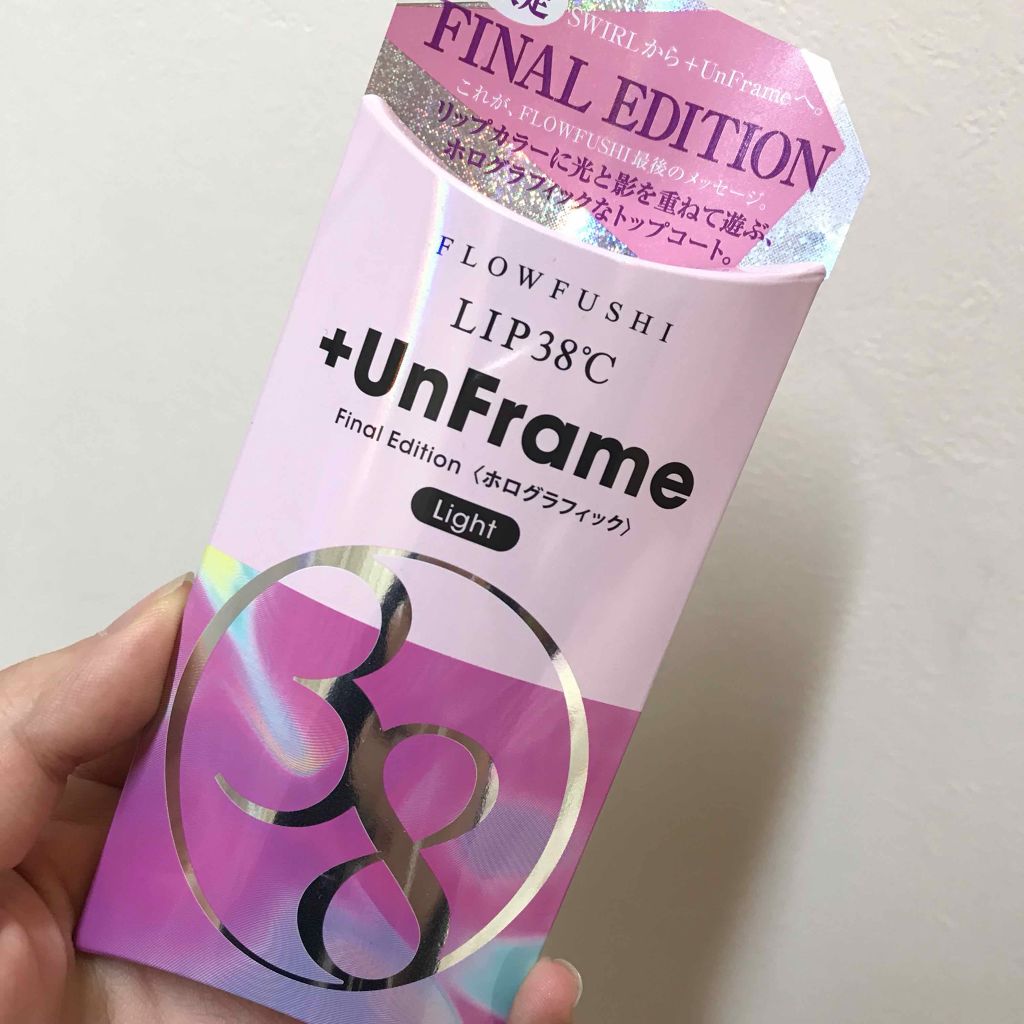 SWIRLから+UnFrameへ。
FINAL EDITION
これが、FLOWFUSHI最後のメッセージ。
リップカラーに光と影を重ねて遊ぶ、
ホログラフィックなトップコート。
FLOWFUSHI
LIP38℃
+UnFrame
Final Edition〈ホログラフィック〉
Light
38